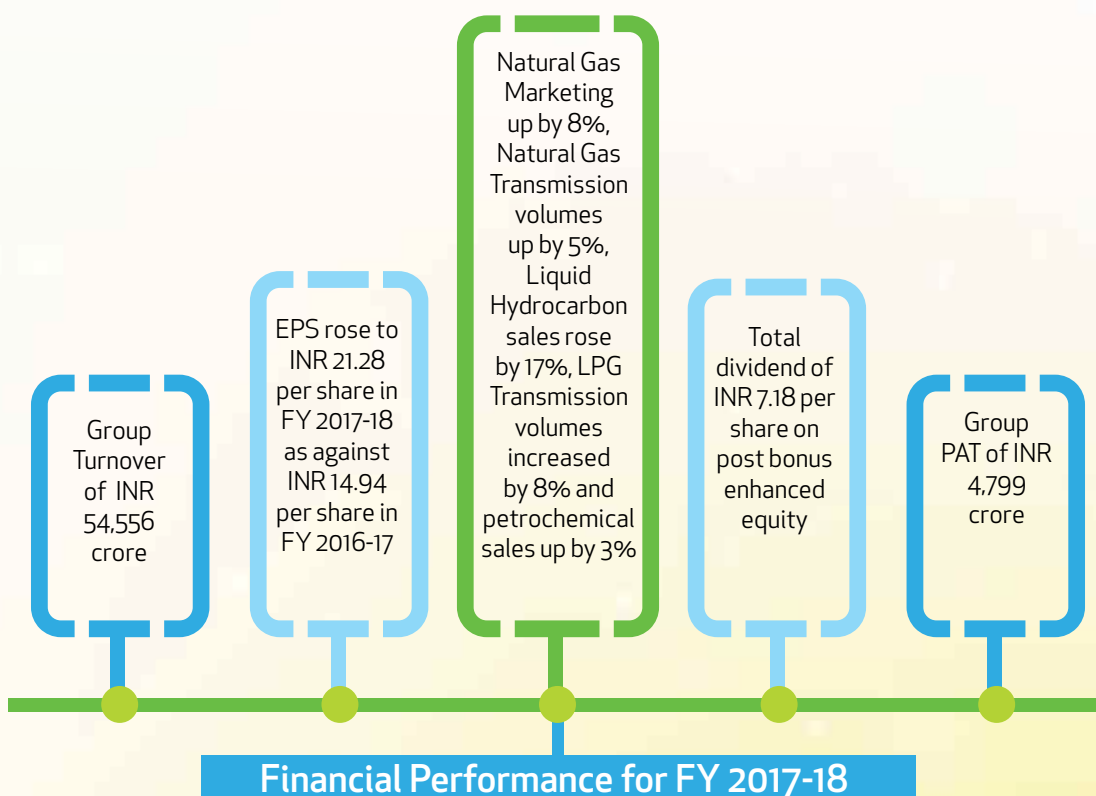 Group
Turnover
of INR
54,556
crore
EPS rose to
INR 21.28
per share in
FY 2017-18
as against
INR 14.94
per share in
FY 2016-17
Natural Gas
Marketing
up by 8%,
Natural Gas
Transmission
volumes
up by 5%,
Liquid
Hydrocarbon
sales rose
by 17%, LPG
Transmission
volumes
increased
by 8% and
petrochemical
sales up by 3%
Total
dividend of
INR 7.18 per
share on
post bonus
enhanced
equity
Group
PAT of INR
4,799
crore
Financial Performance for FY 2017-18